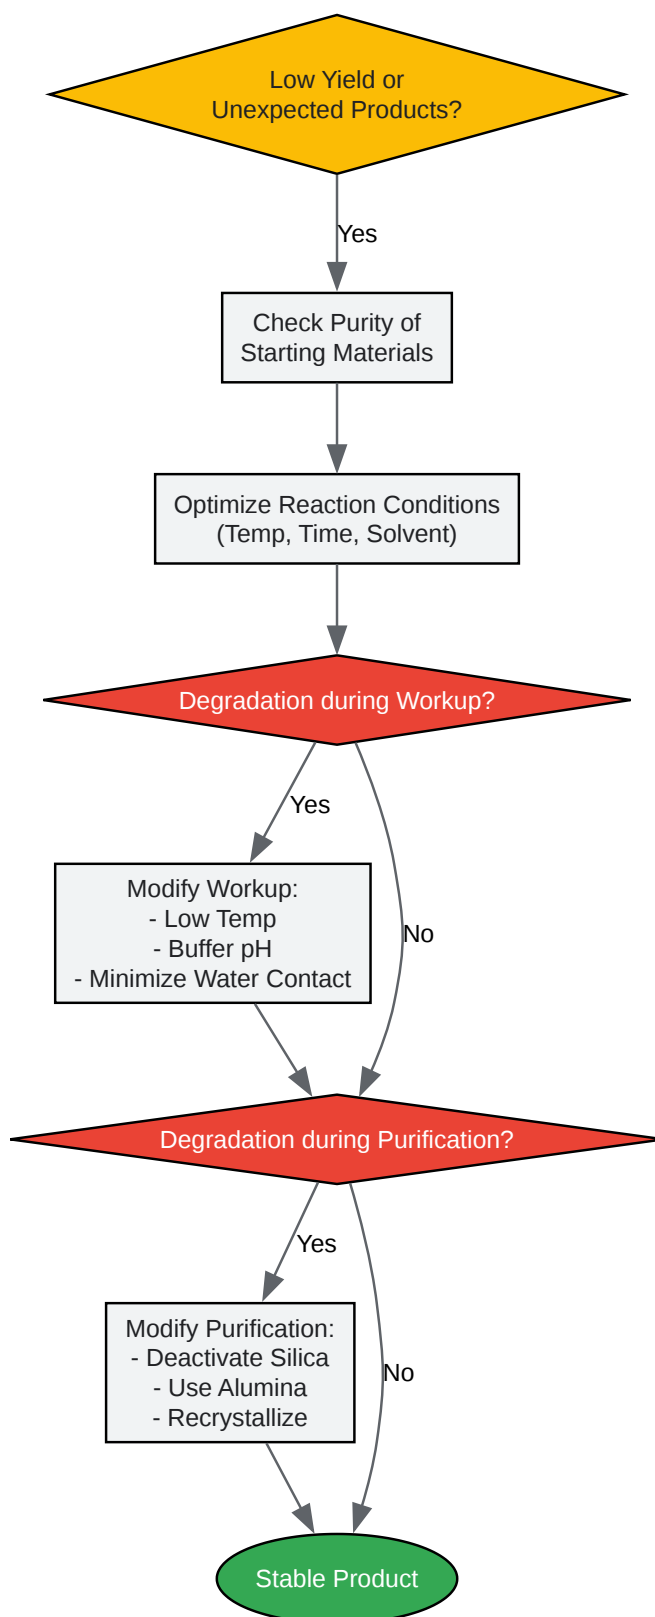 Low Yield or
Unexpected Products?
Yes
Check Purity of
Starting Materials
Optimize Reaction Conditions
(Temp, Time, Solvent)
Degradation during Workup?
Yes
Modify Workup:
- Low Temp
- Buffer pH
- Minimize Water Contact
No
Degradation during Purification?
Yes
Modify Purification:
- Deactivate Silica
- Use Alumina
- Recrystallize
No
Stable Product